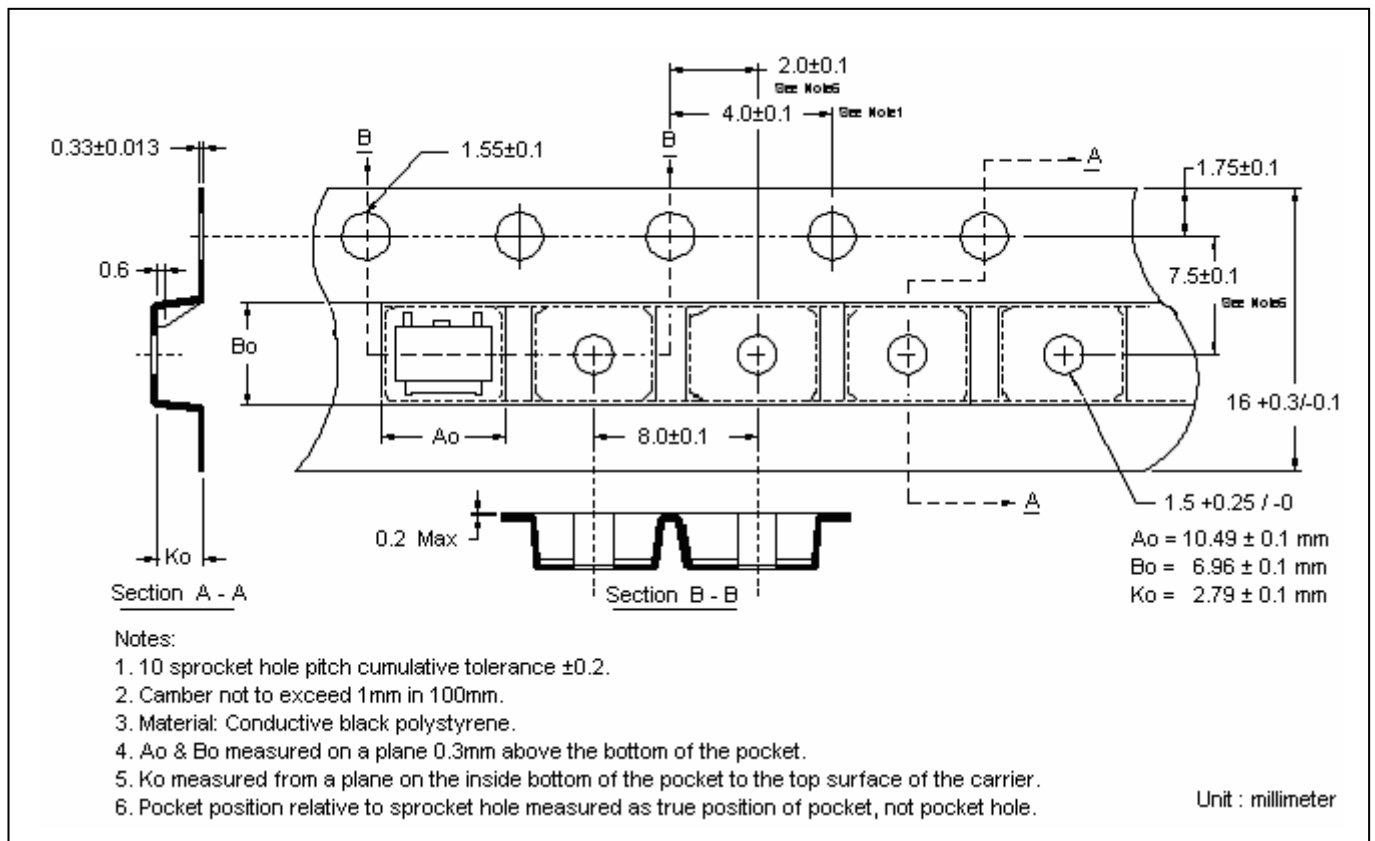 2.0±0.1
See Note6
4.0±0.1 See Note1
0.33±0.013
B
1.55±0.1
B
A
1.75±0.1
0.6
7.5±0.1
See Note6
Bo
16 +0.3/-0.1
Ao
8.0±0.1
0.2 Max
A
1.5 +0.25 / -0
Ko
Ao = 10.49 ± 0.1 mm
Bo = 6.96 ± 0.1 mm
Ko = 2.79 ± 0.1 mm
Section A - A
Section B - B
Notes:
1. 10 sprocket hole pitch cumulative tolerance ±0.2.
2. Camber not to exceed 1mm in 100mm.
3. Material: Conductive black polystyrene.
4. Ao & Bo measured on a plane 0.3mm above the bottom of the pocket.
5. Ko measured from a plane on the inside bottom of the pocket to the top surface of the carrier.
6. Pocket position relative to sprocket hole measured as true position of pocket, not pocket hole.
Unit : millimeter